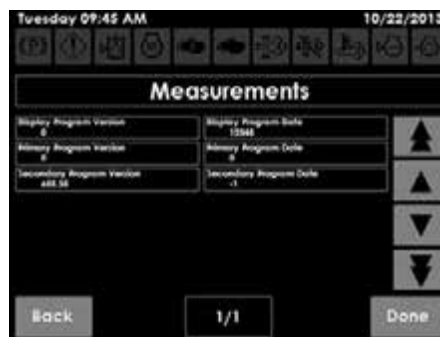 Tuesday 09:45 AM 10/22/2013
(P) (!)
Measurements
Display Program Version Display Program Date
0
Primary Program Version Primary Program Date
0 0
Secondary Program Version Secondary Program Date
-1
Back 1/1 Done